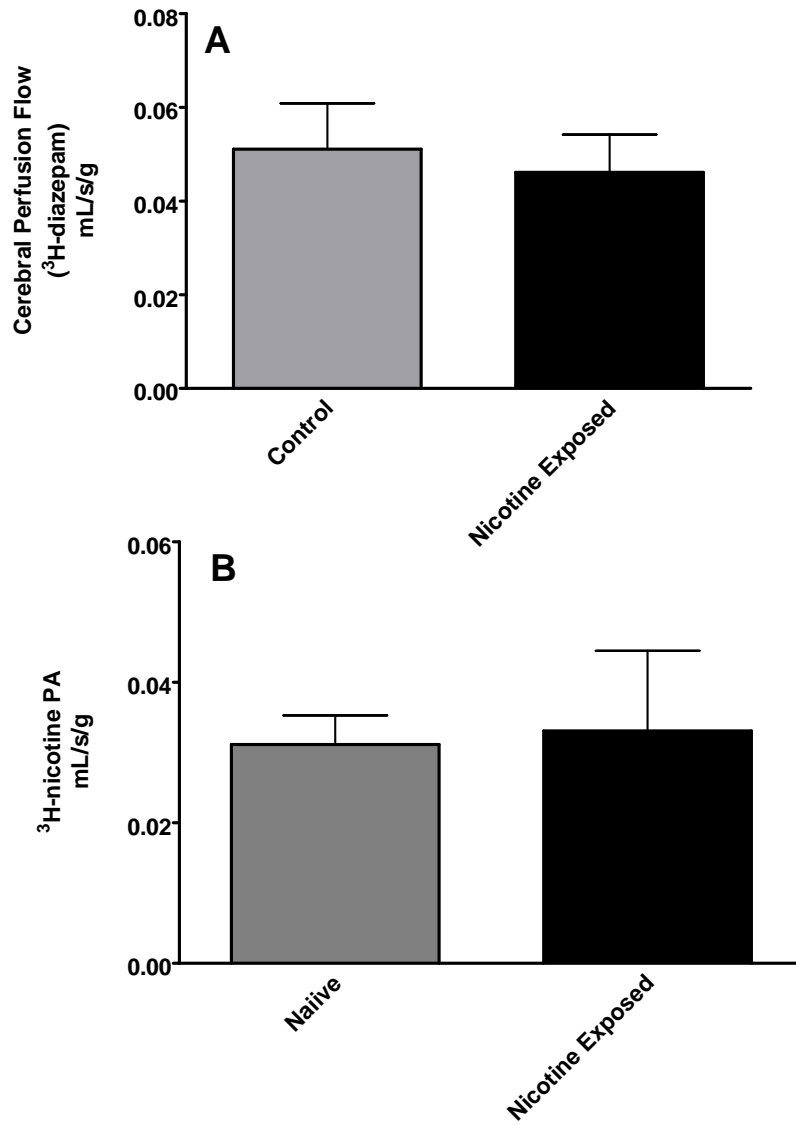 A
Cerebral Perfusion Flow
(³H-diazepam)
mL/s/g
0.08
0.06
0.04
0.02
0.00
Control
Nicotine Exposed
B
³H-nicotine PA
mL/s/g
0.06
0.04
0.02
0.00
Naiive
Nicotine Exposed